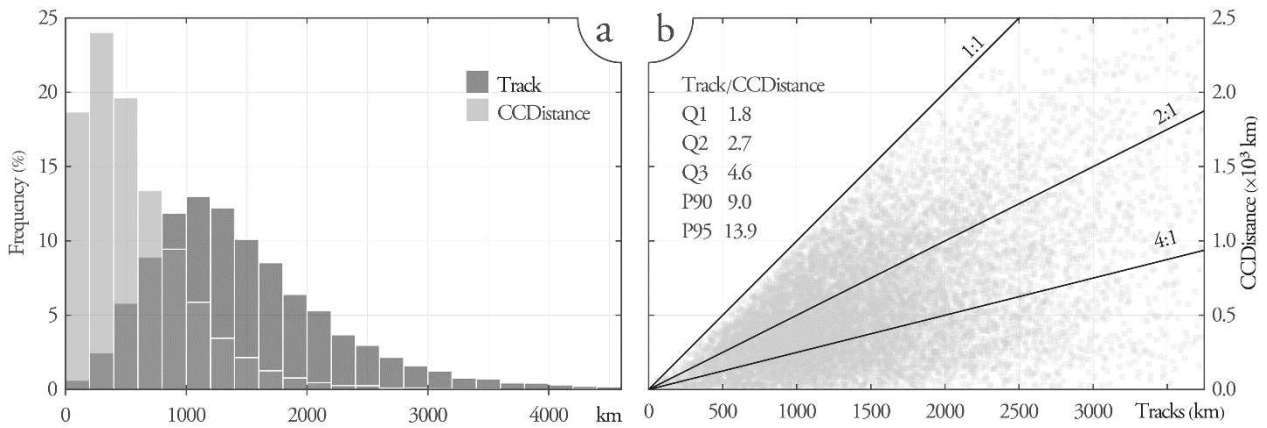 a
25
20
15
10
5
0
Frequency (%)
Track
CCDistance
0 1000 2000 3000 4000 km
b
Track/CCDistance
Q1 1.8
Q2 2.7
Q3 4.6
P90 9.0
P95 13.9
1:1
2:1
4:1
2.5
2.0
1.5
1.0
0.5
0.0
CCDistance (×10³ km)
0 500 1000 1500 2000 2500 3000 Tracks (km)